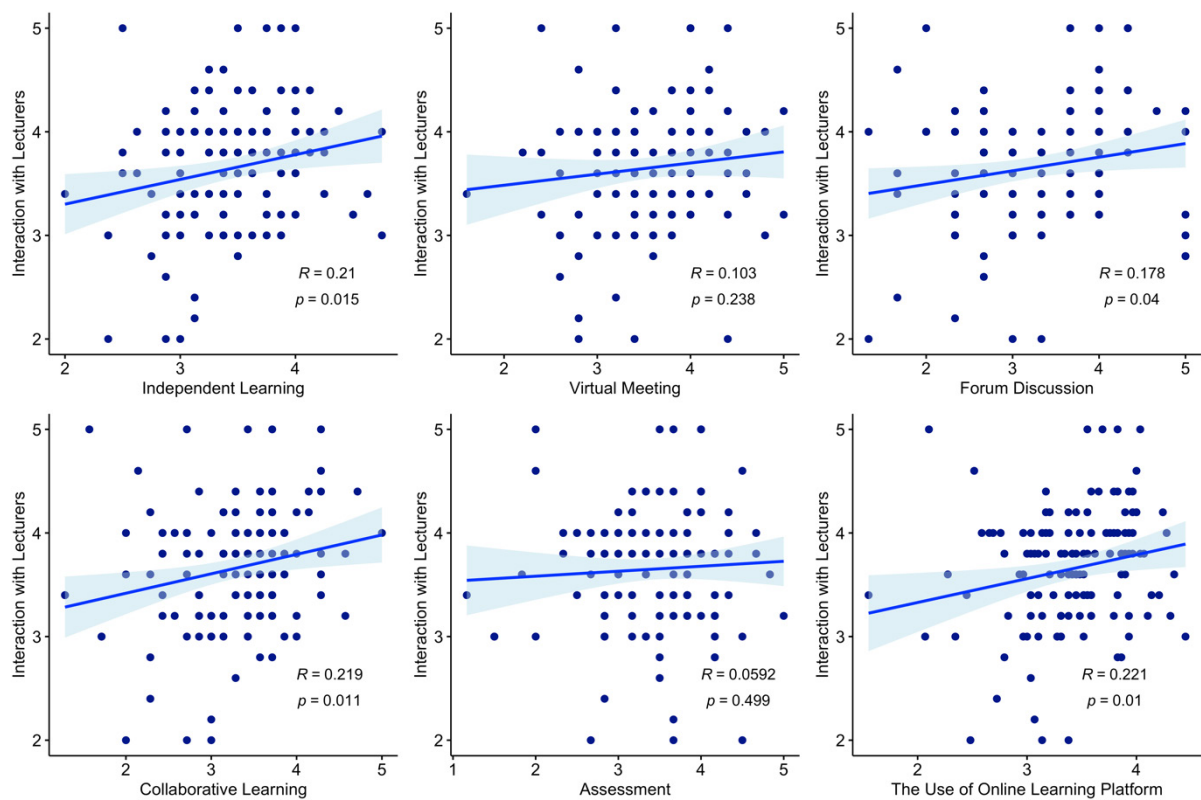 Interaction with Lecturers
5
4
3
2
R = 0.21
p = 0.015
2 3 4
Independent Learning
Interaction with Lecturers
5
4
3
2
R = 0.103
p = 0.238
2 3 4 5
Virtual Meeting
Interaction with Lecturers
5
4
3
2
R = 0.178
p = 0.04
2 3 4 5
Forum Discussion
Interaction with Lecturers
5
4
3
2
R = 0.219
p = 0.011
2 3 4 5
Collaborative Learning
Interaction with Lecturers
5
4
3
2
R = 0.0592
p = 0.499
1 2 3 4 5
Assessment
Interaction with Lecturers
5
4
3
2
R = 0.221
p = 0.01
2 3 4
The Use of Online Learning Platform